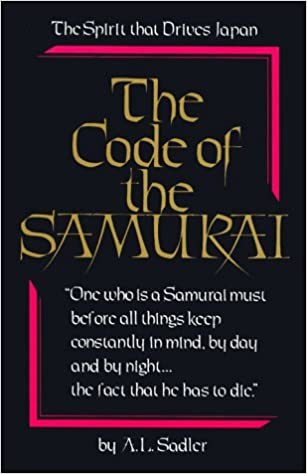 The Spirit that Drives Japan
The
Code of
the
SAMURAI
"One who is a Samurai must
before all things keep
constantly in mind, by day
and by night...
the fact that he has to die."
by A.L. Sadler